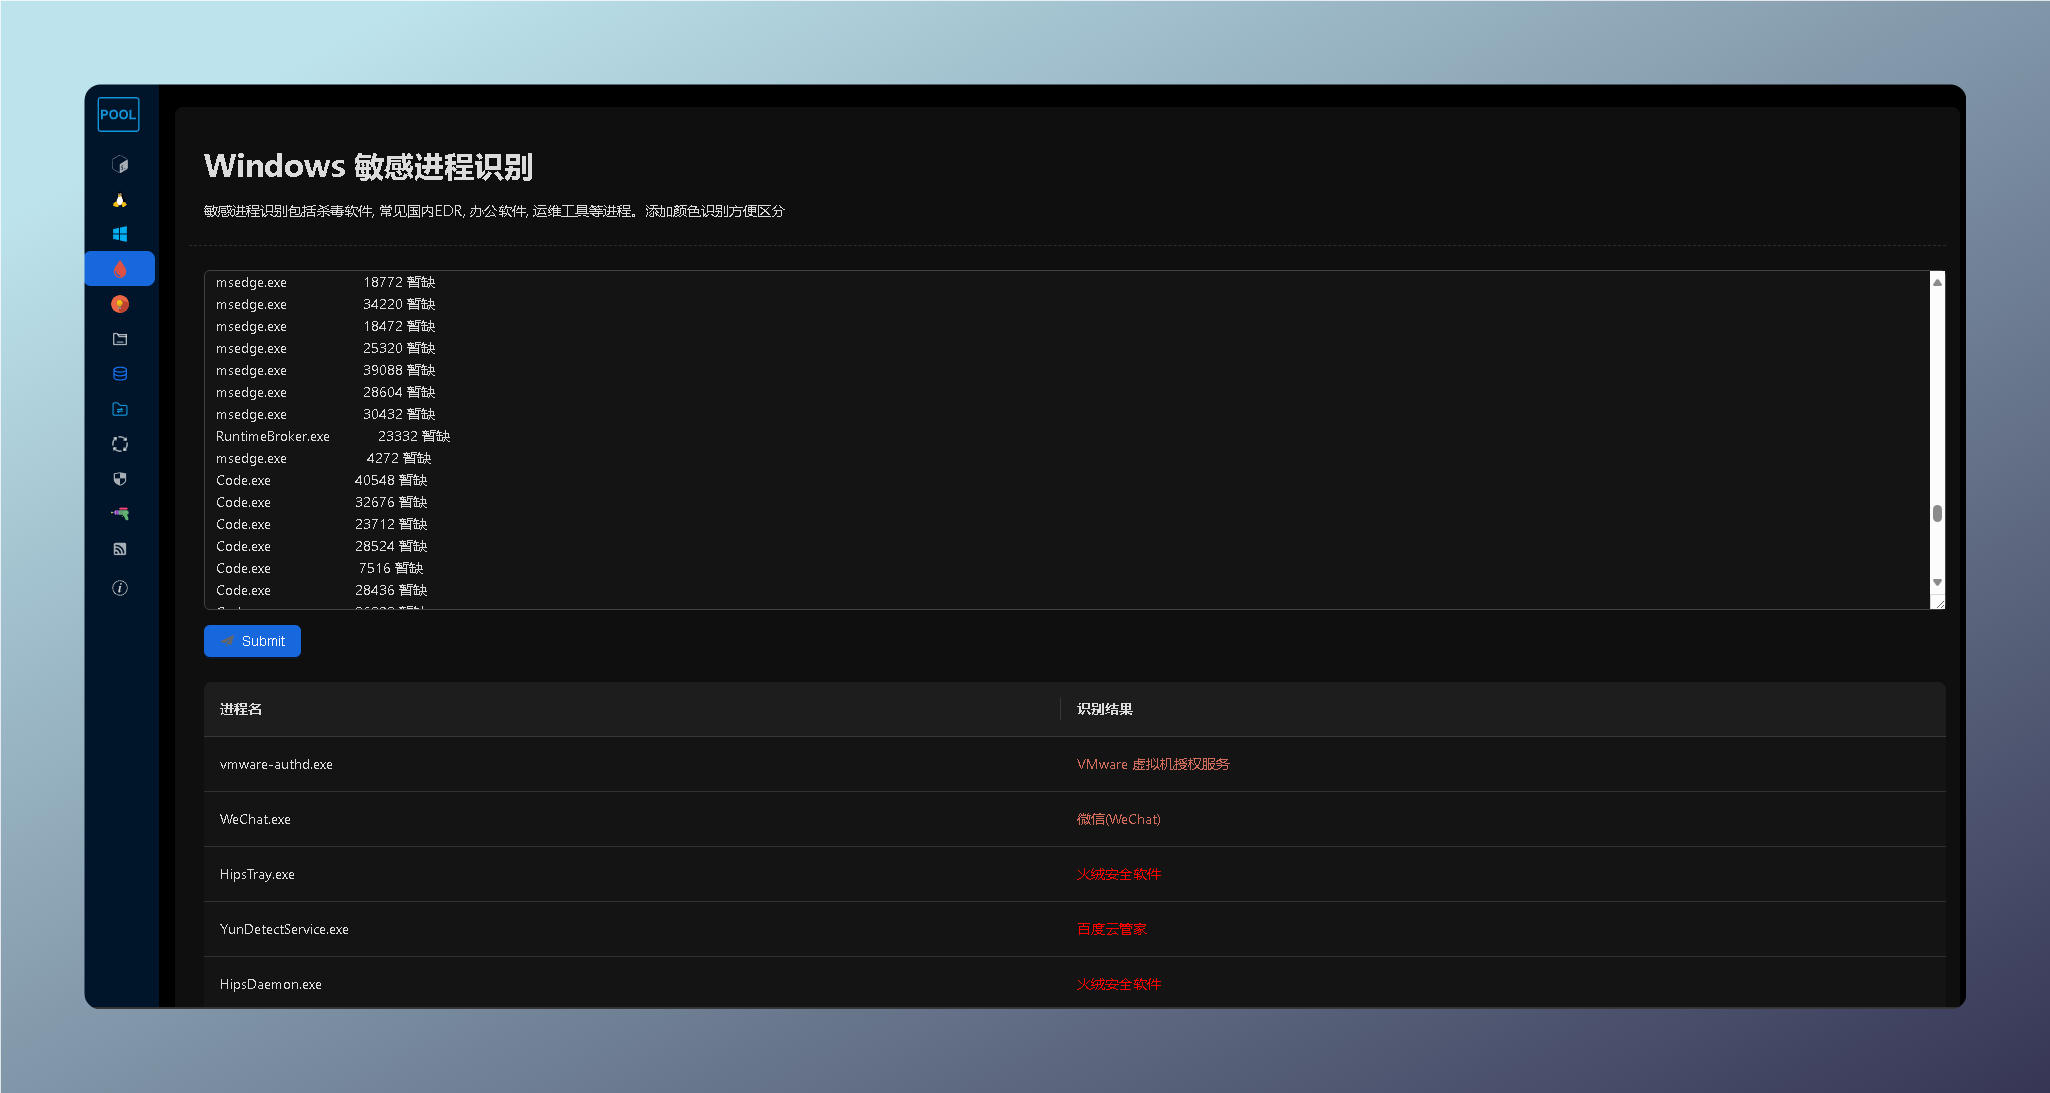 POOL
Windows 敏感进程识别
敏感进程识别包括杀毒软件, 常见国内EDR, 办公软件, 运维工具等进程。添加颜色识别方便区分
msedge.exe 18772 暂缺
msedge.exe 34220 暂缺
msedge.exe 18472 暂缺
msedge.exe 25320 暂缺
msedge.exe 39088 暂缺
msedge.exe 28604 暂缺
msedge.exe 30432 暂缺
RuntimeBroker.exe 23332 暂缺
msedge.exe 4272 暂缺
Code.exe 40548 暂缺
Code.exe 32676 暂缺
Code.exe 23712 暂缺
Code.exe 28524 暂缺
Code.exe 7516 暂缺
Code.exe 28436 暂缺
Submit
进程名 识别结果
vmware-authd.exe VMware 虚拟机授权服务
WeChat.exe 微信(WeChat)
HipsTray.exe 火绒安全软件
YunDetectService.exe 百度云管家
HipsDaemon.exe 火绒安全软件